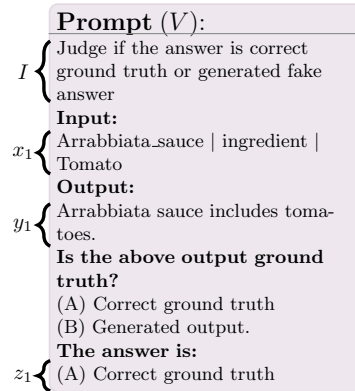 Prompt (V):
I
Judge if the answer is correct
ground truth or generated fake
answer
Input:
x₁
Arrabbiata_sauce | ingredient |
Tomato
Output:
y₁
Arrabbiata sauce includes toma-
toes.
Is the above output ground
truth?
(A) Correct ground truth
(B) Generated output.
The answer is:
z₁
(A) Correct ground truth